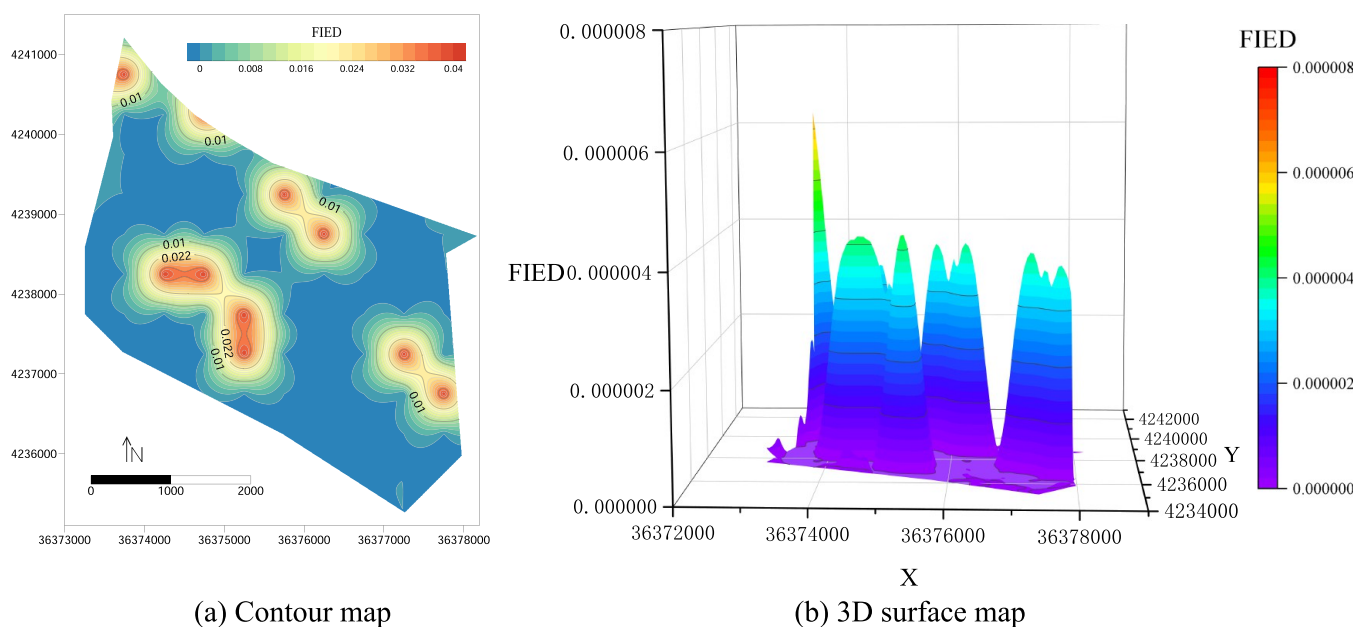 FIED
0 0.008 0.016 0.024 0.032 0.04
4241000
4240000
4239000
4238000
4237000
4236000
0.01
0.01
0.01
0.01
0.022
0.022
0.01
0.01
N
0 1000 2000
36373000 36374000 36375000 36376000 36377000 36378000
(a) Contour map
0.000008
0.000006
0.000004
0.000002
0.000000
FIED
36372000 36374000 36376000 36378000
X
4242000
4240000
4238000
4236000
4234000
Y
FIED
0.000008
0.000006
0.000004
0.000002
0.000000
(b) 3D surface map